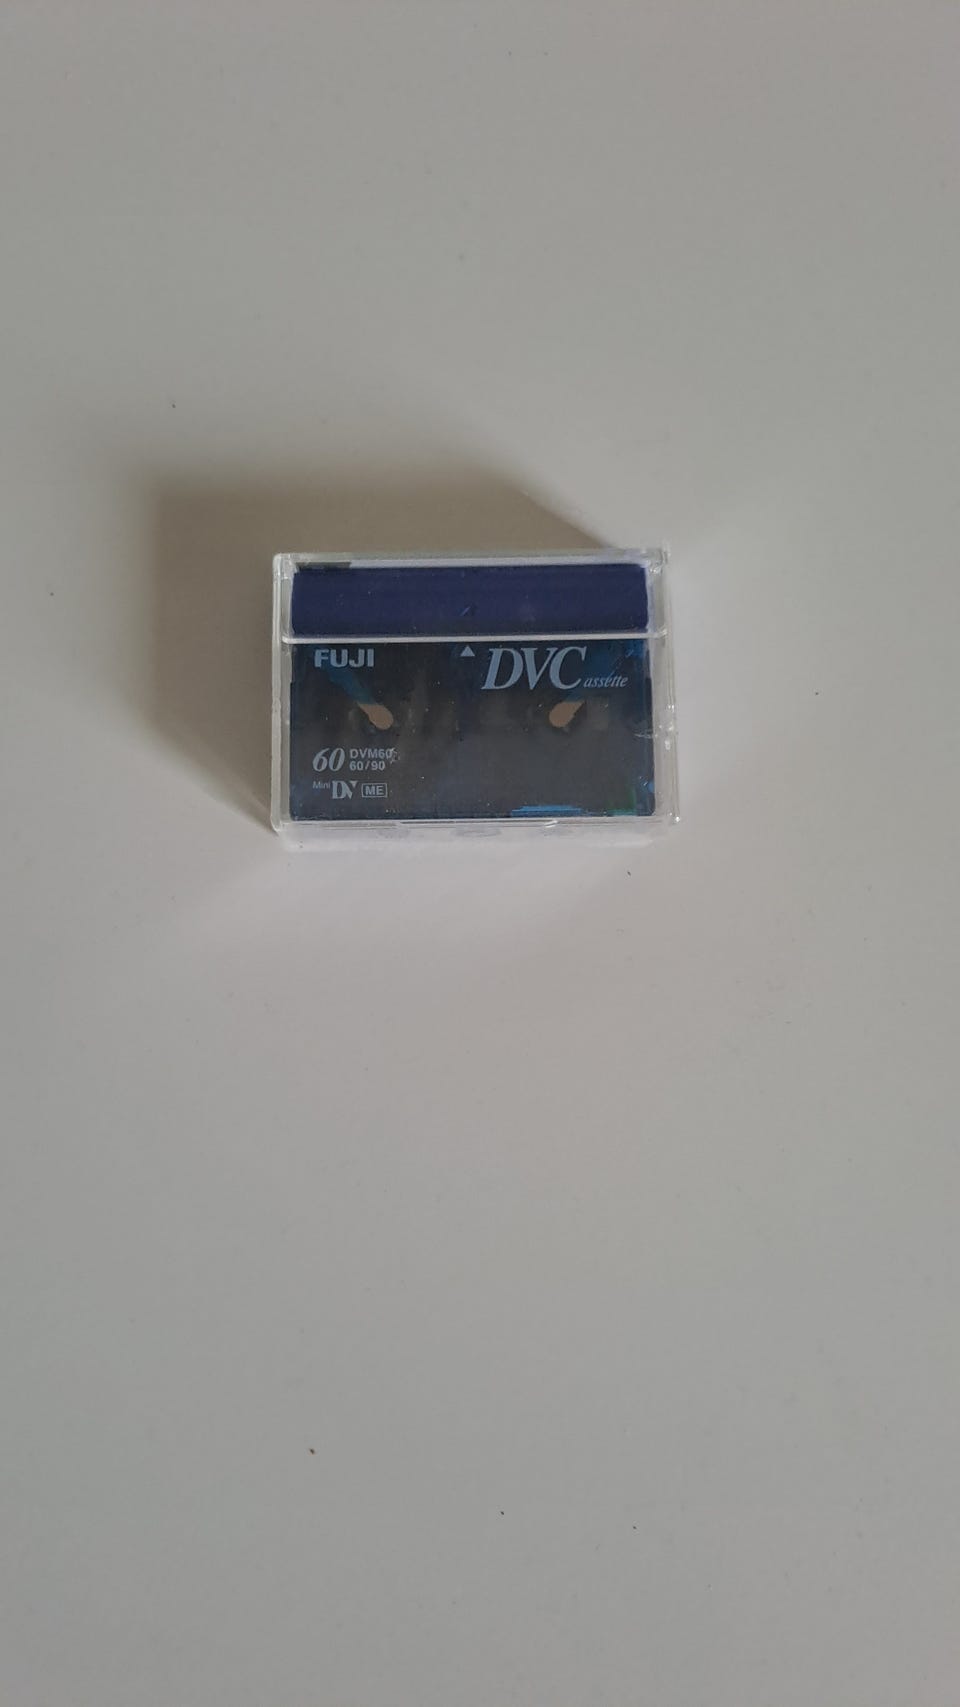 FUJI
DVCassette
60 DVM60
60/90
Mini DV ME